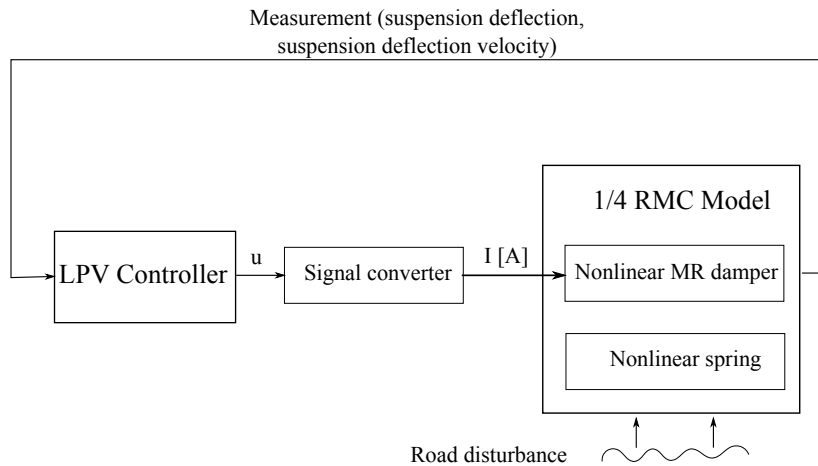 Measurement (suspension deflection,
suspension deflection velocity)
1/4 RMC Model
LPV Controller
u
Signal converter
I [A]
Nonlinear MR damper
Nonlinear spring
Road disturbance